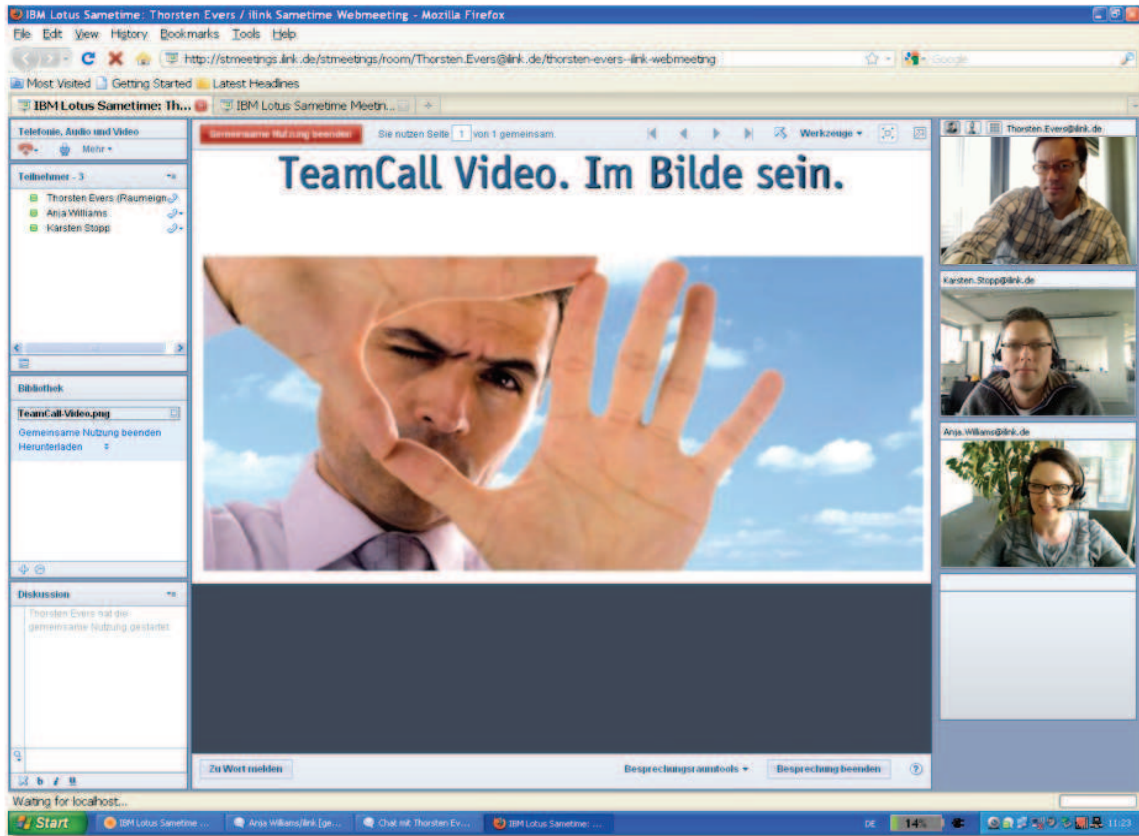 IBM Lotus Sametime: Thorsten Evers / ilink Sametime Webmeeting - Mozilla Firefox
File Edit View History Bookmarks Tools Help
http://stmeetings.ilink.de/stmeetings/room/Thorsten.Evers@ilink.de/thorsten-evers--ilink-webmeeting
Google
Most Visited Getting Started Latest Headlines
IBM Lotus Sametime: Th...
IBM Lotus Sametime Meetin...
Telefonie, Audio und Video
Mehr
Teilnehmer - 3
Thorsten Evers (Raumeign
Anja Williams
Karsten Stopp
Bibliothek
TeamCall-Video.png
Gemeinsame Nutzung beenden
Herunterladen
Diskussion
Thorsten Evers hat die
gemeinsame Nutzung gestartet
b i u
Gemeinsame Nutzung beenden
Sie nutzen Seite 1 von 1 gemeinsam.
Werkzeuge
TeamCall Video. Im Bilde sein.
Zu Wort melden
Besprechungsraumtools
Besprechung beenden
?
Thorsten.Evers@ilink.de
Karsten.Stopp@ilink.de
Anja.Williams@ilink.de
Waiting for localhost...
Start
IBM Lotus Sametime ...
Anja Williams/ilink [ge...
Chat mit Thorsten Ev...
IBM Lotus Sametime: ...
DE
14%
11:23